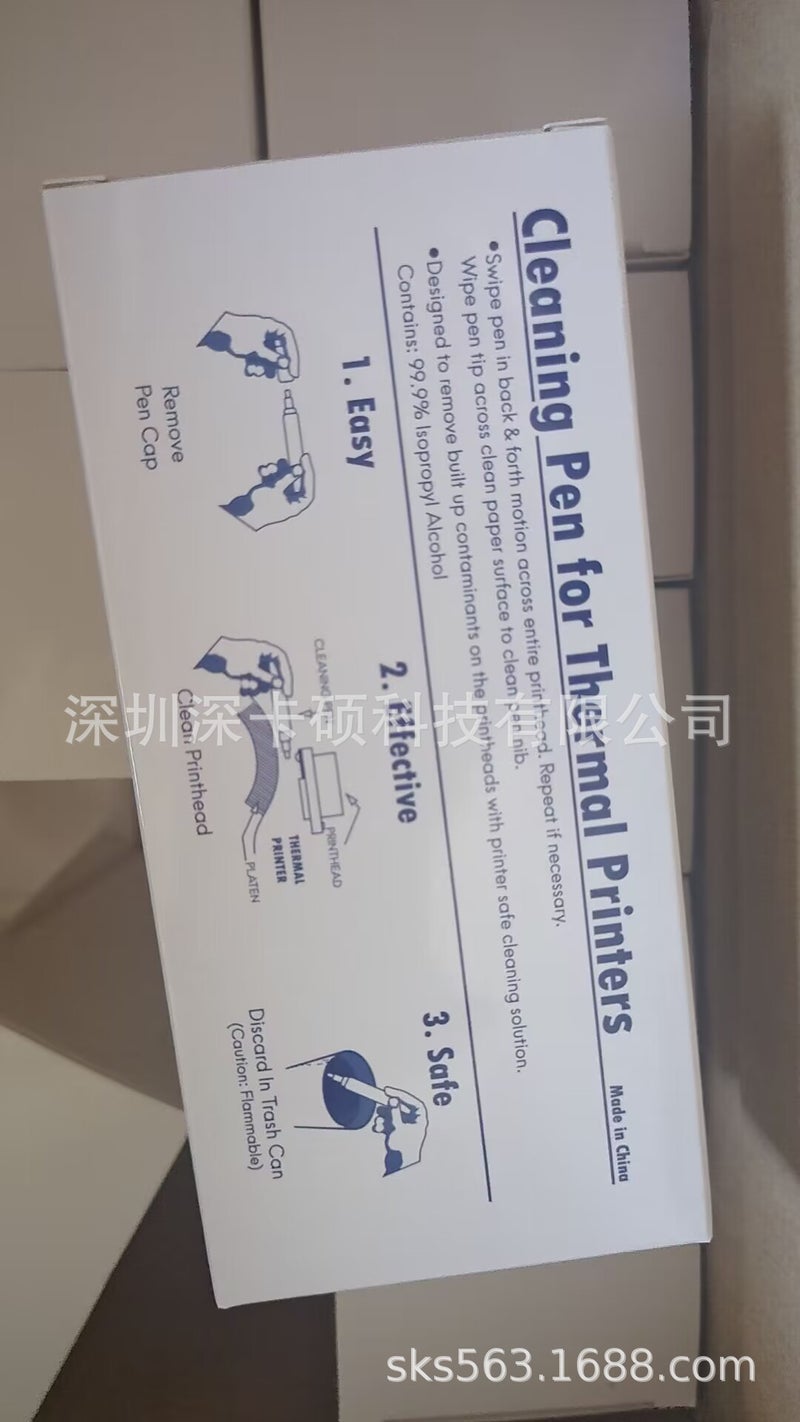 Cleaning Pen for Thermal Printers Made in China
•Swipe pen in back & forth motion across entire printhead. Repeat if necessary.
Wipe pen tip across clean paper surface to clean pen nib.
•Designed to remove built up contaminants on the printheads with printer safe cleaning solution.
Contains: 99.9% Isopropyl Alcohol
1. Easy
Remove
Pen Cap
2. Effective
CLEANING PEN
PRINTHEAD
THERMAL
PRINTER
PLATEN
Clean Printhead
3. Safe
Discard In Trash Can
(Caution: Flammable)
深圳深卡硕科技有限公司
sks563.1688.com